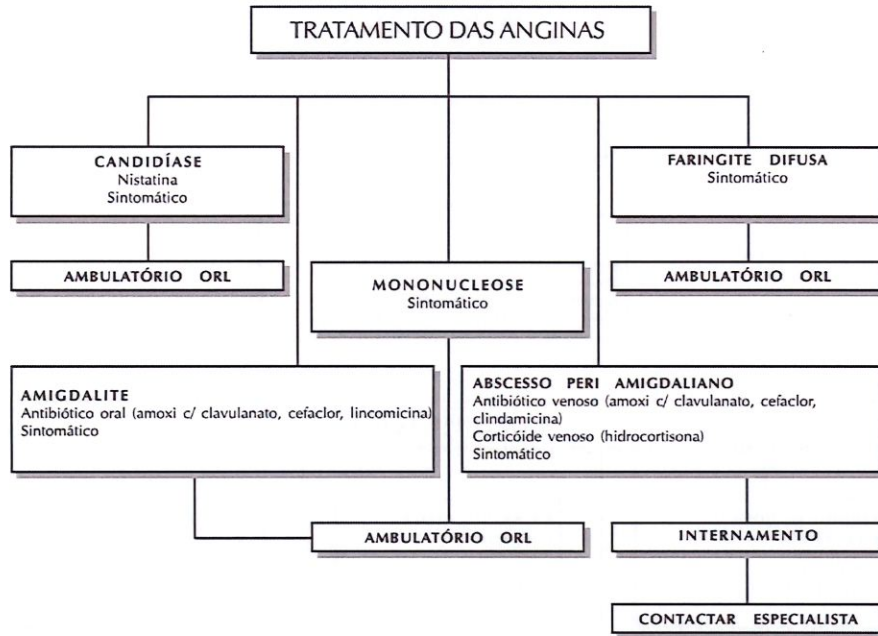 TRATAMENTO DAS ANGINAS
CANDIDÍASE
Nistatina
Sintomático
FARINGITE DIFUSA
Sintomático
AMBULATÓRIO ORL
MONONUCLEOSE
Sintomático
AMBULATÓRIO ORL
AMIGDALITE
Antibiótico oral (amoxi c/ clavulanato, cefaclor, lincomicina)
Sintomático
ABSCESSO PERI AMIGDALIANO
Antibiótico venoso (amoxi c/ clavulanato, cefaclor,
clindamicina)
Corticóide venoso (hidrocortisona)
Sintomático
AMBULATÓRIO ORL
INTERNAMENTO
CONTACTAR ESPECIALISTA